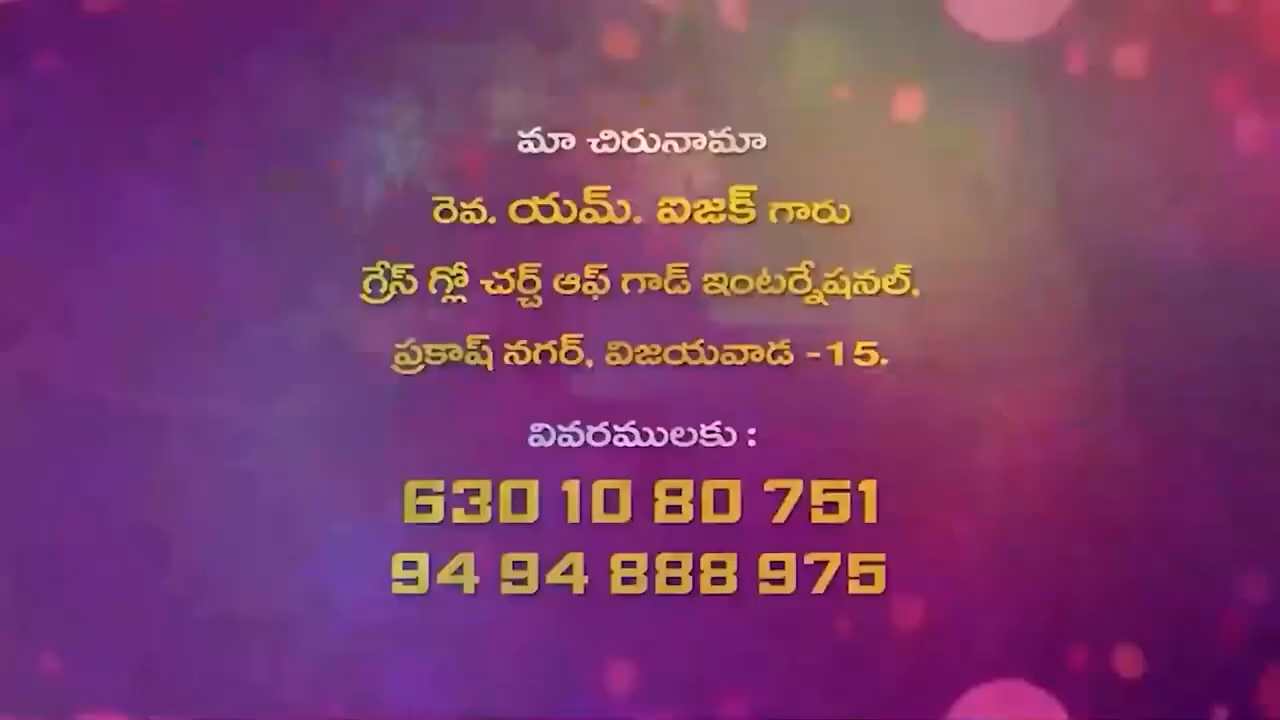 మా చిరునామా
రెవ. యమ్. ఐజక్ గారు
గ్రేస్ గ్లో చర్చ్ ఆఫ్ గాడ్ ఇంటర్నేషనల్,
ప్రకాష్ నగర్, విజయవాడ -15.
వివరములకు :
630 10 80 751
94 94 888 975